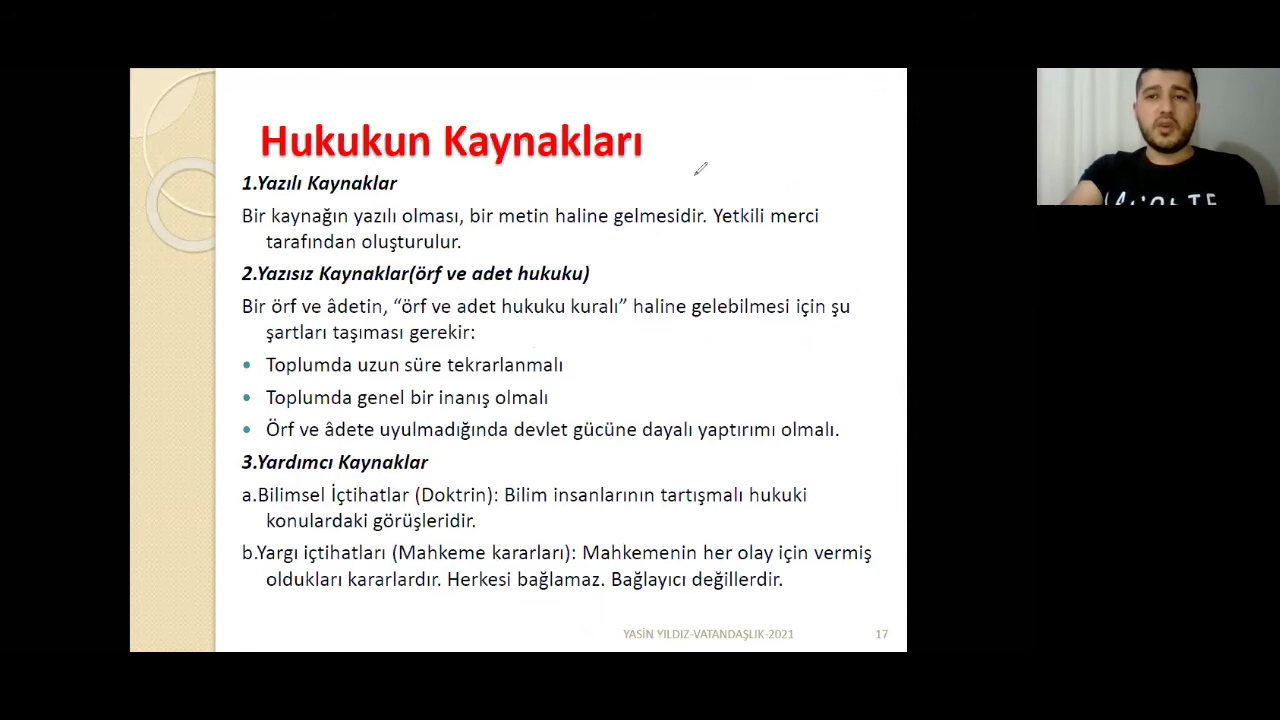 Hukukun Kaynakları
1.Yazılı Kaynaklar
Bir kaynağın yazılı olması, bir metin haline gelmesidir. Yetkili merci
tarafından oluşturulur.
2.Yazısız Kaynaklar(örf ve adet hukuku)
Bir örf ve âdetin, “örf ve adet hukuku kuralı” haline gelebilmesi için şu
şartları taşıması gerekir:
• Toplumda uzun süre tekrarlanmalı
• Toplumda genel bir inanış olmalı
• Örf ve âdete uyulmadığında devlet gücüne dayalı yaptırımı olmalı.
3.Yardımcı Kaynaklar
a.Bilimsel İçtihatlar (Doktrin): Bilim insanlarının tartışmalı hukuki
konulardaki görüşleridir.
b.Yargı içtihatları (Mahkeme kararları): Mahkemenin her olay için vermiş
oldukları kararlardır. Herkesi bağlamaz. Bağlayıcı değillerdir.
YASİN YILDIZ-VATANDAŞLIK-2021 17